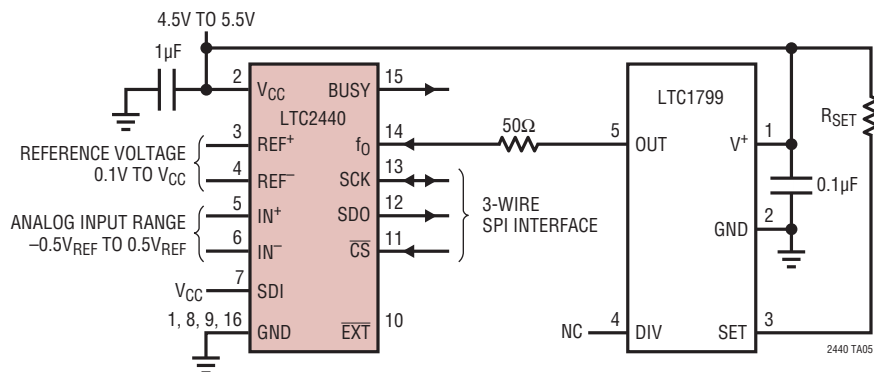 4.5V TO 5.5V
1µF
2
VCC
BUSY
15
LTC2440
3
REF+
fO
14
50Ω
REFERENCE VOLTAGE
0.1V TO VCC
4
REF–
SCK
13
5
IN+
SDO
12
3-WIRE
SPI INTERFACE
ANALOG INPUT RANGE
–0.5VREF TO 0.5VREF
6
IN–
CS
11
VCC
7
SDI
1, 8, 9, 16
GND
EXT
10
LTC1799
5
OUT
V+
1
RSET
0.1µF
GND
2
NC
4
DIV
SET
3
2440 TA05